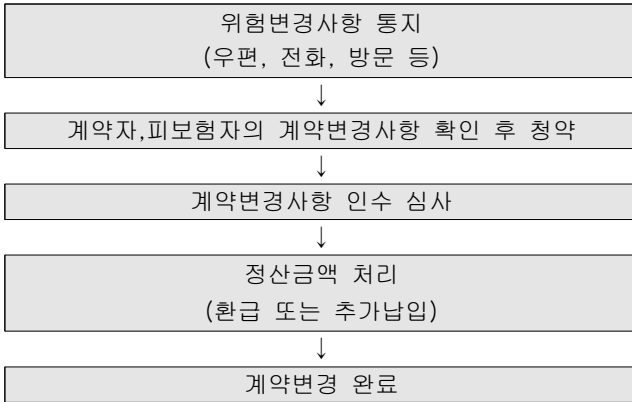 위험변경사항 통지
(우편, 전화, 방문 등)
↓
계약자,피보험자의 계약변경사항 확인 후 청약
↓
계약변경사항 인수 심사
↓
정산금액 처리
(환급 또는 추가납입)
↓
계약변경 완료